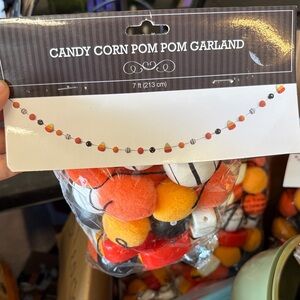 CANDY CORN POM POM GARLAND
7 ft (213 cm)